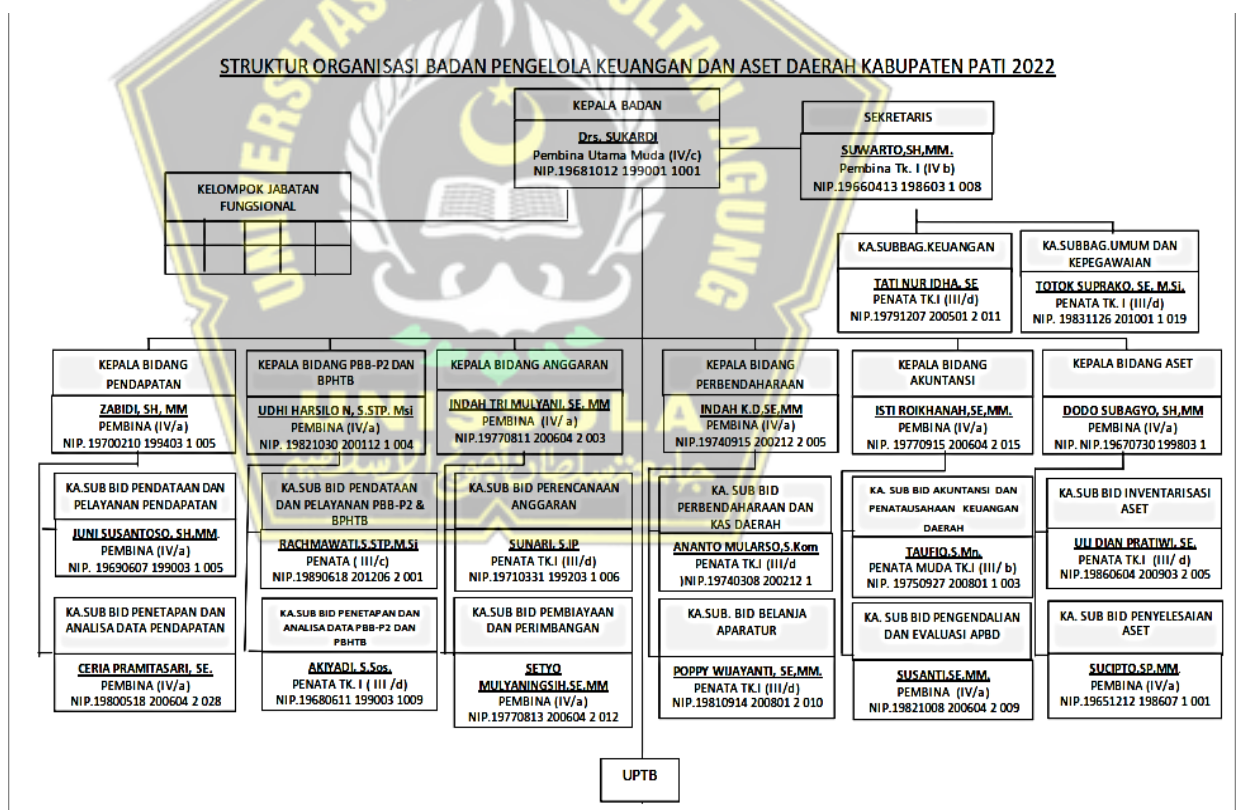 STRUKTUR ORGANISASI BADAN PENGELOLA KEUANGAN DAN ASET DAERAH KABUPATEN PATI 2022
KEPALA BADAN
Drs, SUKARDI
Pembina Utama Muda (IV/c)
NIP.19681012 199001 1001
SEKRETARIS
SUWARTO,SH,MM.
Pembina Tk. I (IV b)
NIP.19660413 198603 1 008
KELOMPOK JABATAN
FUNGSIONAL
KA.SUBBAG.KEUANGAN
TATI NUR IDHA, SE
PENATA TK.I (III/d)
NIP.19791207 200501 2 011
KA.SUBBAG.UMUM DAN
KEPEGAWAIAN
TOTOK SUPRAKO, SE, M.Si,
PENATA TK. I (III/d)
NIP. 19831126 201001 1 019
KEPALA BIDANG
PENDAPATAN
ZABIDI, SH, MM
PEMBINA (IV/a)
NIP. 19700210 199403 1 005
KEPALA BIDANG PBB-P2 DAN
BPHTB
UDHI HARSILO N, S.STP. Msi
PEMBINA (IV/a)
NIP. 19821030 200112 1 004
KEPALA BIDANG ANGGARAN
INDAH TRI MULYANI, SE, MM
PEMBINA (IV/ a)
NIP.19770811 200604 2 003
KEPALA BIDANG
PERBENDAHARAAN
INDAH K.D,SE,MM
PEMBINA (IV/a)
NIP.19740915 200212 2 005
KEPALA BIDANG
AKUNTANSI
ISTI ROIKHANAH,SE,MM.
PEMBINA (IV/a)
NIP. 19770915 200604 2 015
KEPALA BIDANG ASET
DODO SUBAGYO, SH,MM
PEMBINA (IV/a)
NIP. NIP.19670730 199803 1
KA.SUB BID PENDATAAN DAN
PELAYANAN PENDAPATAN
JUNI SUSANTOSO, SH,MM.
PEMBINA (IV/a)
NIP. 19690607 199003 1 005
KA.SUB BID PENDATAAN
DAN PELAYANAN PBB-P2 &
BPHTB
RACHMAWATI,S.STP.M.Si
PENATA ( III/c)
NIP.19890618 201206 2 001
KA.SUB BID PERENCANAAN
ANGGARAN
SUNARI, S.IP
PENATA TK.I (III/d)
NIP.19710331 199203 1 006
KA. SUB BID
PERBENDAHARAAN DAN
KAS DAERAH
ANANTO MULARSO,S.Kom
PENATA TK.I (III/d
)NIP.19740308 200212 1
KA. SUB BID AKUNTANSI DAN
PENATAUSAHAAN KEUANGAN
DAERAH
TAUFIQ,S.Mn.
PENATA MUDA TK.I (III/ b)
NIP. 19750927 200801 1 003
KA.SUB BID INVENTARISASI
ASET
ULI DIAN PRATIWI, SE.
PENATA TK.I (III/ d)
NIP.19860604 200903 2 005
KA.SUB BID PENETAPAN DAN
ANALISA DATA PENDAPATAN
CERIA PRAMITASARI, SE.
PEMBINA (IV/a)
NIP.19800518 200604 2 028
KA.SUB BID PENETAPAN DAN
ANALISA DATA PBB-P2 DAN
PBHTB
AKIYADI, S.Sos.
PENATA TK. I ( III /d)
NIP.19680611 199003 1009
KA.SUB BID PEMBIAYAAN
DAN PERIMBANGAN
SETYO
MULYANINGSIH,SE.MM
PEMBINA (IV/a)
NIP.19770813 200604 2 012
KA.SUB. BID BELANJA
APARATUR
POPPY WIJAYANTI, SE,MM.
PENATA TK.I (III/d)
NIP.19810914 200801 2 010
KA. SUB BID PENGENDALIAN
DAN EVALUASI APBD
SUSANTI,SE,MM,
PEMBINA (IV/a)
NIP.19821008 200604 2 009
KA. SUB BID PENYELESAIAN
ASET
SUCIPTO,SP,MM.
PEMBINA (IV/a)
NIP.19651212 198607 1 001
UPTB
UNIVERSITAS ISLAM SULTAN AGUNG
UNISSULA
جامعة سلطان أجونج الإسلامية